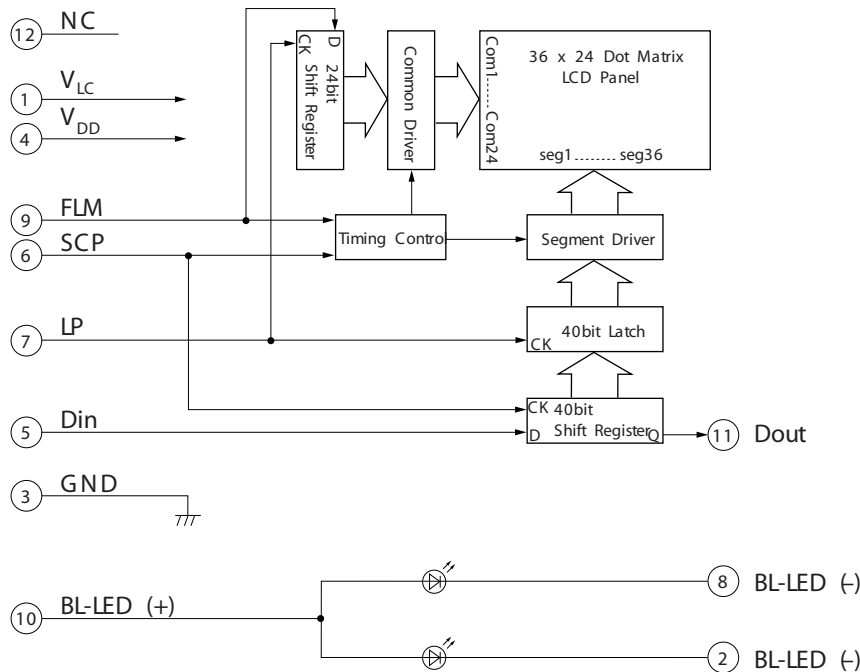 12 NC
1 VLC
4 VDD
9 FLM
6 SCP
7 LP
5 Din
3 GND
10 BL-LED (+)
D
CK
24bit
Shift Register
Common Driver
Com1......Com24
36 x 24 Dot Matrix
LCD Panel
seg1 ........ seg36
Timing Control
Segment Driver
40bit Latch
CK
CK 40bit
Shift Register
D
Q
11 Dout
8 BL-LED (–)
2 BL-LED (–)